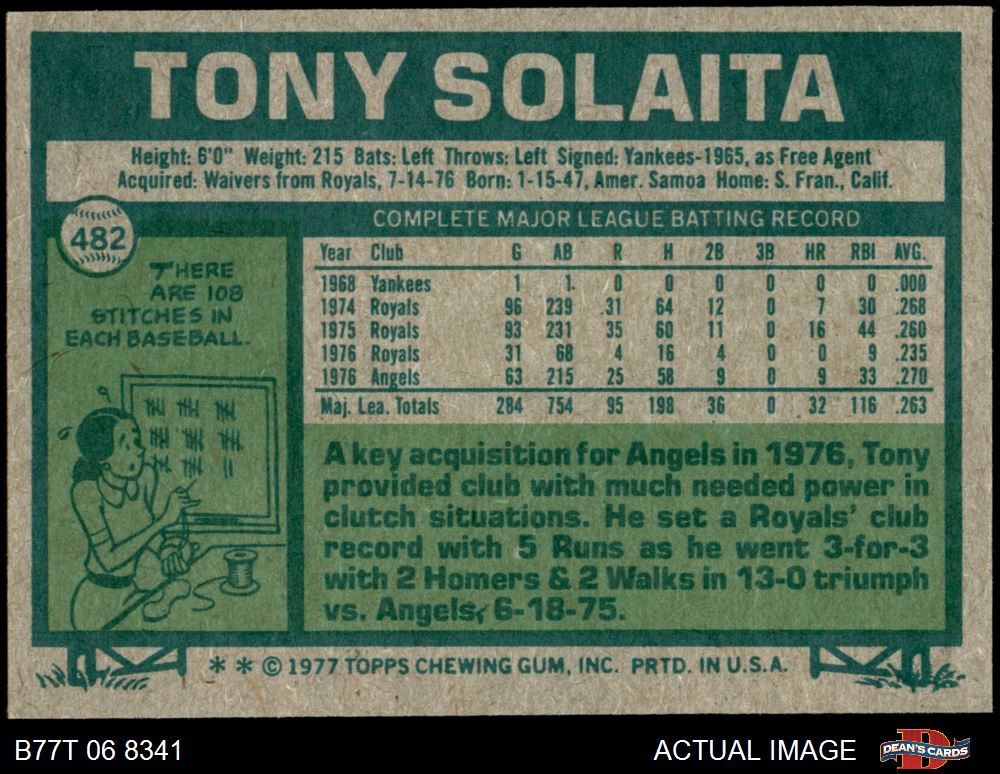 TONY SOLAITA
Height: 6'0" Weight: 215 Bats: Left Throws: Left Signed: Yankees-1965, as Free Agent
Acquired: Waivers from Royals, 7-14-76 Born: 1-15-47, Amer. Samoa Home: S. Fran., Calif.
482
THERE
ARE 108
STITCHES IN
EACH BASEBALL.
COMPLETE MAJOR LEAGUE BATTING RECORD
Year Club G AB R H 2B 3B HR RBI AVG.
1968 Yankees 1 1 0 0 0 0 0 0 .000
1974 Royals 96 239 31 64 12 0 7 30 .268
1975 Royals 93 231 35 60 11 0 16 44 .260
1976 Royals 31 68 4 16 4 0 0 9 .235
1976 Angels 63 215 25 58 9 0 9 33 .270
Maj. Lea. Totals 284 754 95 198 36 0 32 116 .263
A key acquisition for Angels in 1976, Tony
provided club with much needed power in
clutch situations. He set a Royals' club
record with 5 Runs as he went 3-for-3
with 2 Homers & 2 Walks in 13-0 triumph
vs. Angels, 6-18-75.
** © 1977 TOPPS CHEWING GUM, INC. PRTD. IN U.S.A.
B77T 06 8341 ACTUAL IMAGE DEAN'S CARDS